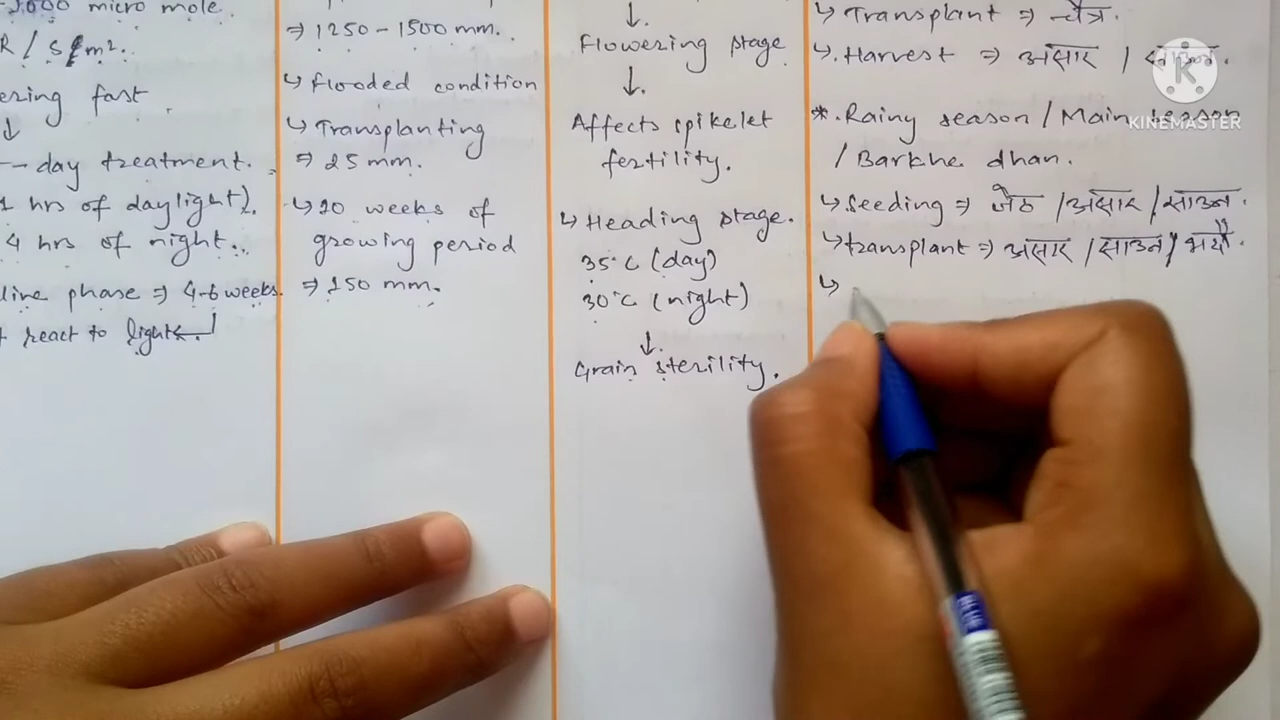 3000 micro mole
R / S / m².
ering fast
↓
-- day treatment.
hrs of daylight).
4 hrs of night..
line phase ⇒ 4-6 weeks.
react to light
⇒ 1250 - 1500 mm.
↳ Flooded condition
↳ Transplanting
⇒ 25 mm.
↳ 20 weeks of
growing period
⇒ 150 mm.
↓
Flowering stage
↓
Affects spikelet
fertility.
↳ Heading stage.
35°C (day)
30°C (night)
↓
Grain sterility.
↳ Transplant ⇒ चैत्र.
↳ Harvest ⇒ असार /
*. Rainy season / Main season
/ Barkhe dhan.
↳ Seeding ⇒ जेठ / असार / साउन.
↳ transplant ⇒ असार / साउन / भदौ.
↳
K
KINEMASTER